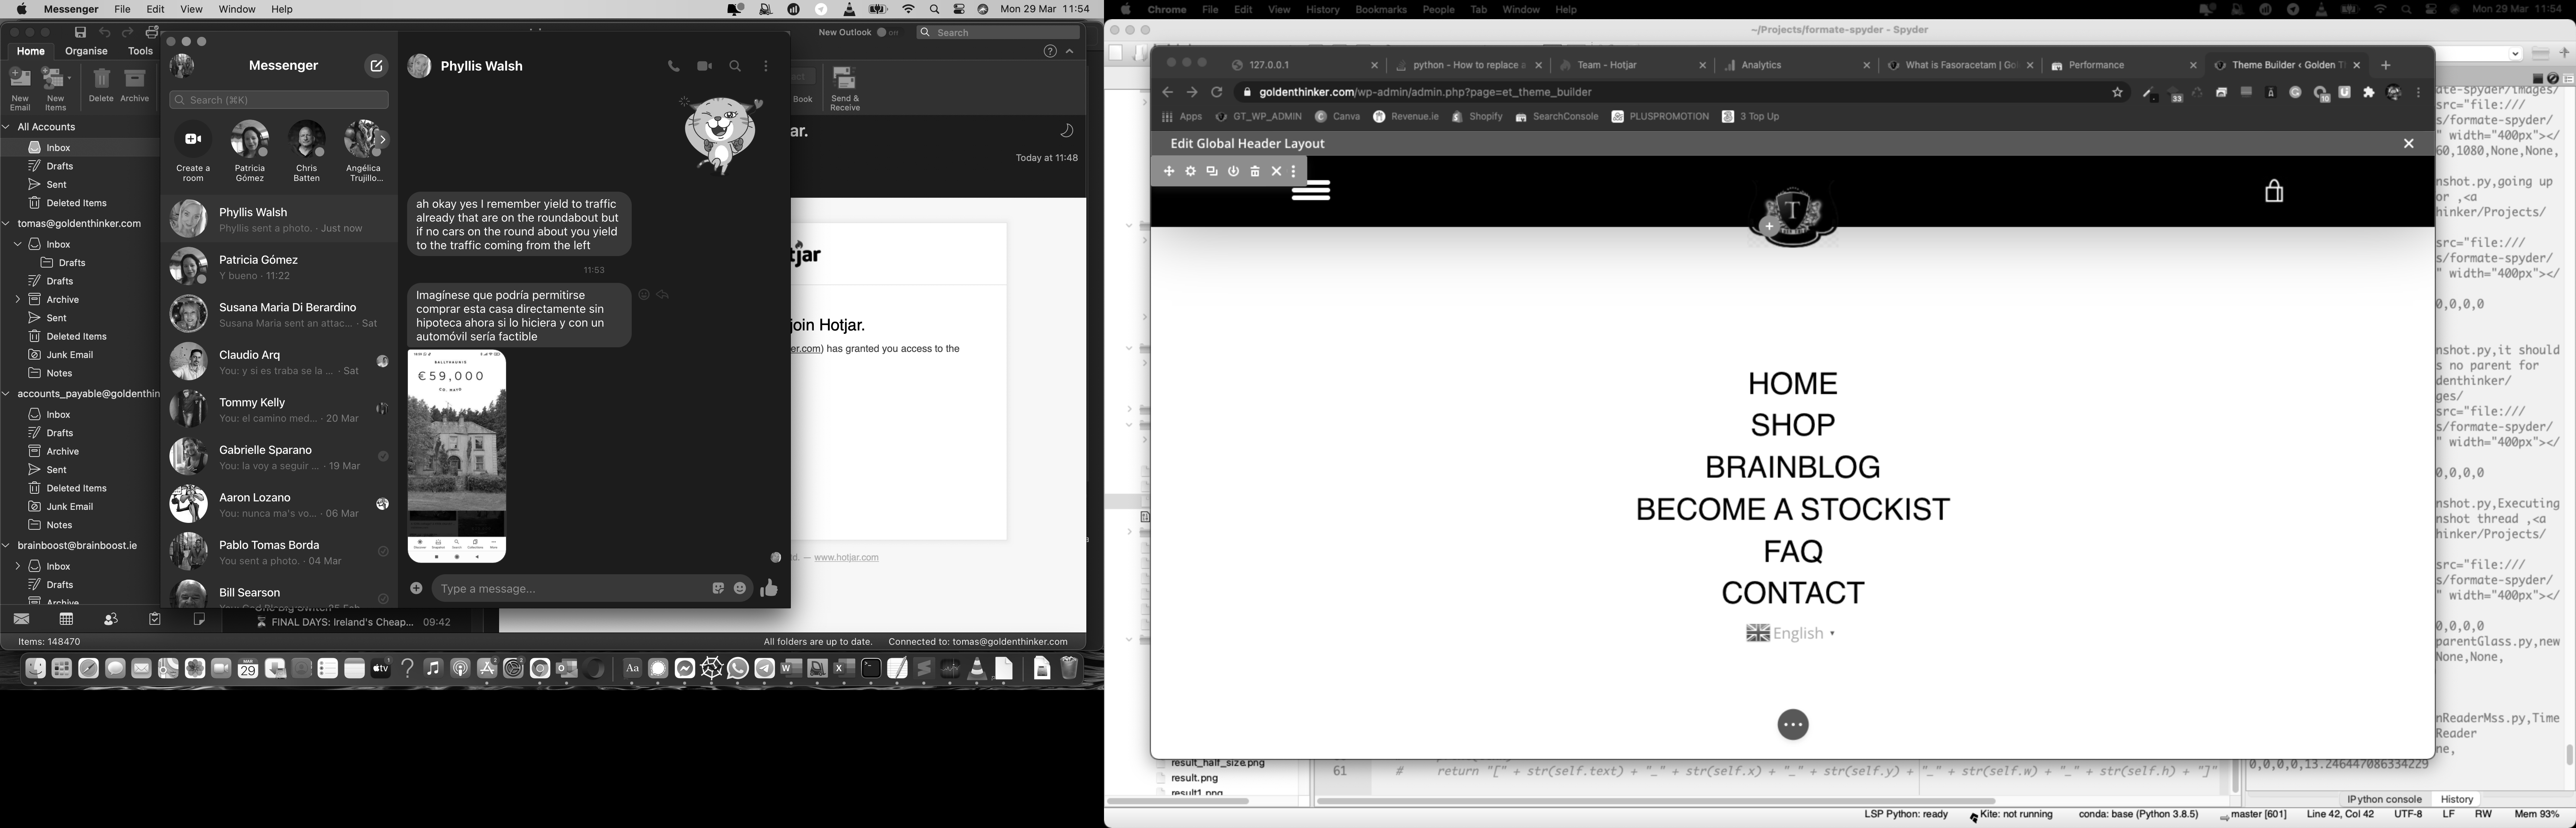 Messenger File Edit View Window Help
Mon 29 Mar 11:54
New Outlook
Search
Home Organise Tools
New Email
New Items
Delete
Archive
Book
Send & Receive
All Accounts
Inbox
Drafts
Sent
Deleted Items
tomas@goldenthinker.com
Inbox
Drafts
Drafts
Archive
Sent
Deleted Items
Junk Email
Notes
accounts_payable@goldenthin
Inbox
Drafts
Archive
Sent
Deleted Items
Junk Email
Notes
brainboost@brainboost.ie
Inbox
Drafts
Archive
Items: 148470
Messenger
Search (⌘K)
Create a room
Patricia Gómez
Chris Batten
Angélica Trujillo...
Phyllis Walsh
Phyllis sent a photo. · Just now
Patricia Gómez
Y bueno · 11:22
Susana Maria Di Berardino
Susana Maria sent an attac... · Sat
Claudio Arq
You: y si es traba se la ... · Sat
Tommy Kelly
You: el camino med... · 20 Mar
Gabrielle Sparano
You: la voy a seguir ... · 19 Mar
Aaron Lozano
You: nunca ma's vo... · 06 Mar
Pablo Tomas Borda
You sent a photo. · 04 Mar
Bill Searson
FINAL DAYS: Ireland's Cheap... 09:42
Phyllis Walsh
ah okay yes I remember yield to traffic
already that are on the roundabout but
if no cars on the round about you yield
to the traffic coming from the left
11:53
Imagínese que podría permitirse
comprar esta casa directamente sin
hipoteca ahora si lo hiciera y con un
automóvil sería factible
BALLYHAUNIS
€59,000
CO. MAYO
Type a message...
ar.
Today at 11:48
tjar
join Hotjar.
er.com) has granted you access to the
td. — www.hotjar.com
All folders are up to date. Connected to: tomas@goldenthinker.com
MAR
29
Chrome File Edit View History Bookmarks People Tab Window Help
Mon 29 Mar 11:54
~/Projects/formate-spyder - Spyder
127.0.0.1
python - How to replace a
Team - Hotjar
Analytics
What is Fasoracetam | Go
Performance
Theme Builder ‹ Golden T
goldenthinker.com/wp-admin/admin.php?page=et_theme_builder
33
10
Apps GT_WP_ADMIN Canva Revenue.ie Shopify SearchConsole PLUSPROMOTION 3 Top Up
Edit Global Header Layout
T
HOME
SHOP
BRAINBLOG
BECOME A STOCKIST
FAQ
CONTACT
English
ate-spyder/images/
src="file:///
s/formate-spyder/
" width="400px"></
60,1080,None,None,
nshot.py,going up
or ,<a
hinker/Projects/
src="file:///
s/formate-spyder/
" width="400px"></
0,0,0,0
nshot.py,it should
s no parent for
denthinker/
ges/
src="file:///
s/formate-spyder/
" width="400px"></
0,0,0,0
nshot.py,Executing
nshot thread ,<a
hinker/Projects/
src="file:///
s/formate-spyder/
" width="400px"></
0,0,0,0
parentGlass.py,new
None,None,
nReaderMss.py,Time
Reader
ne,
0,0,0,0,13.246447086334229
result_half_size.png
result.png
result1.png
61 # return "[" + str(self.text) + "_" + str(self.x) + "_" + str(self.y) + "_" + str(self.w) + "_" + str(self.h) + "]"
IPython console History
LSP Python: ready Kite: not running conda: base (Python 3.8.5) master [601] Line 42, Col 42 UTF-8 LF RW Mem 93%